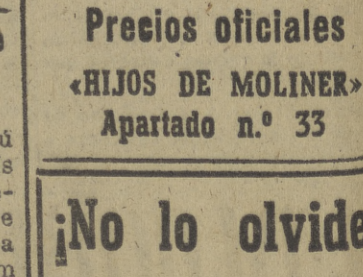 Precios oficiales
«HIJOS DE MOLINER»
Apartado n.º 33
¡No lo olvide